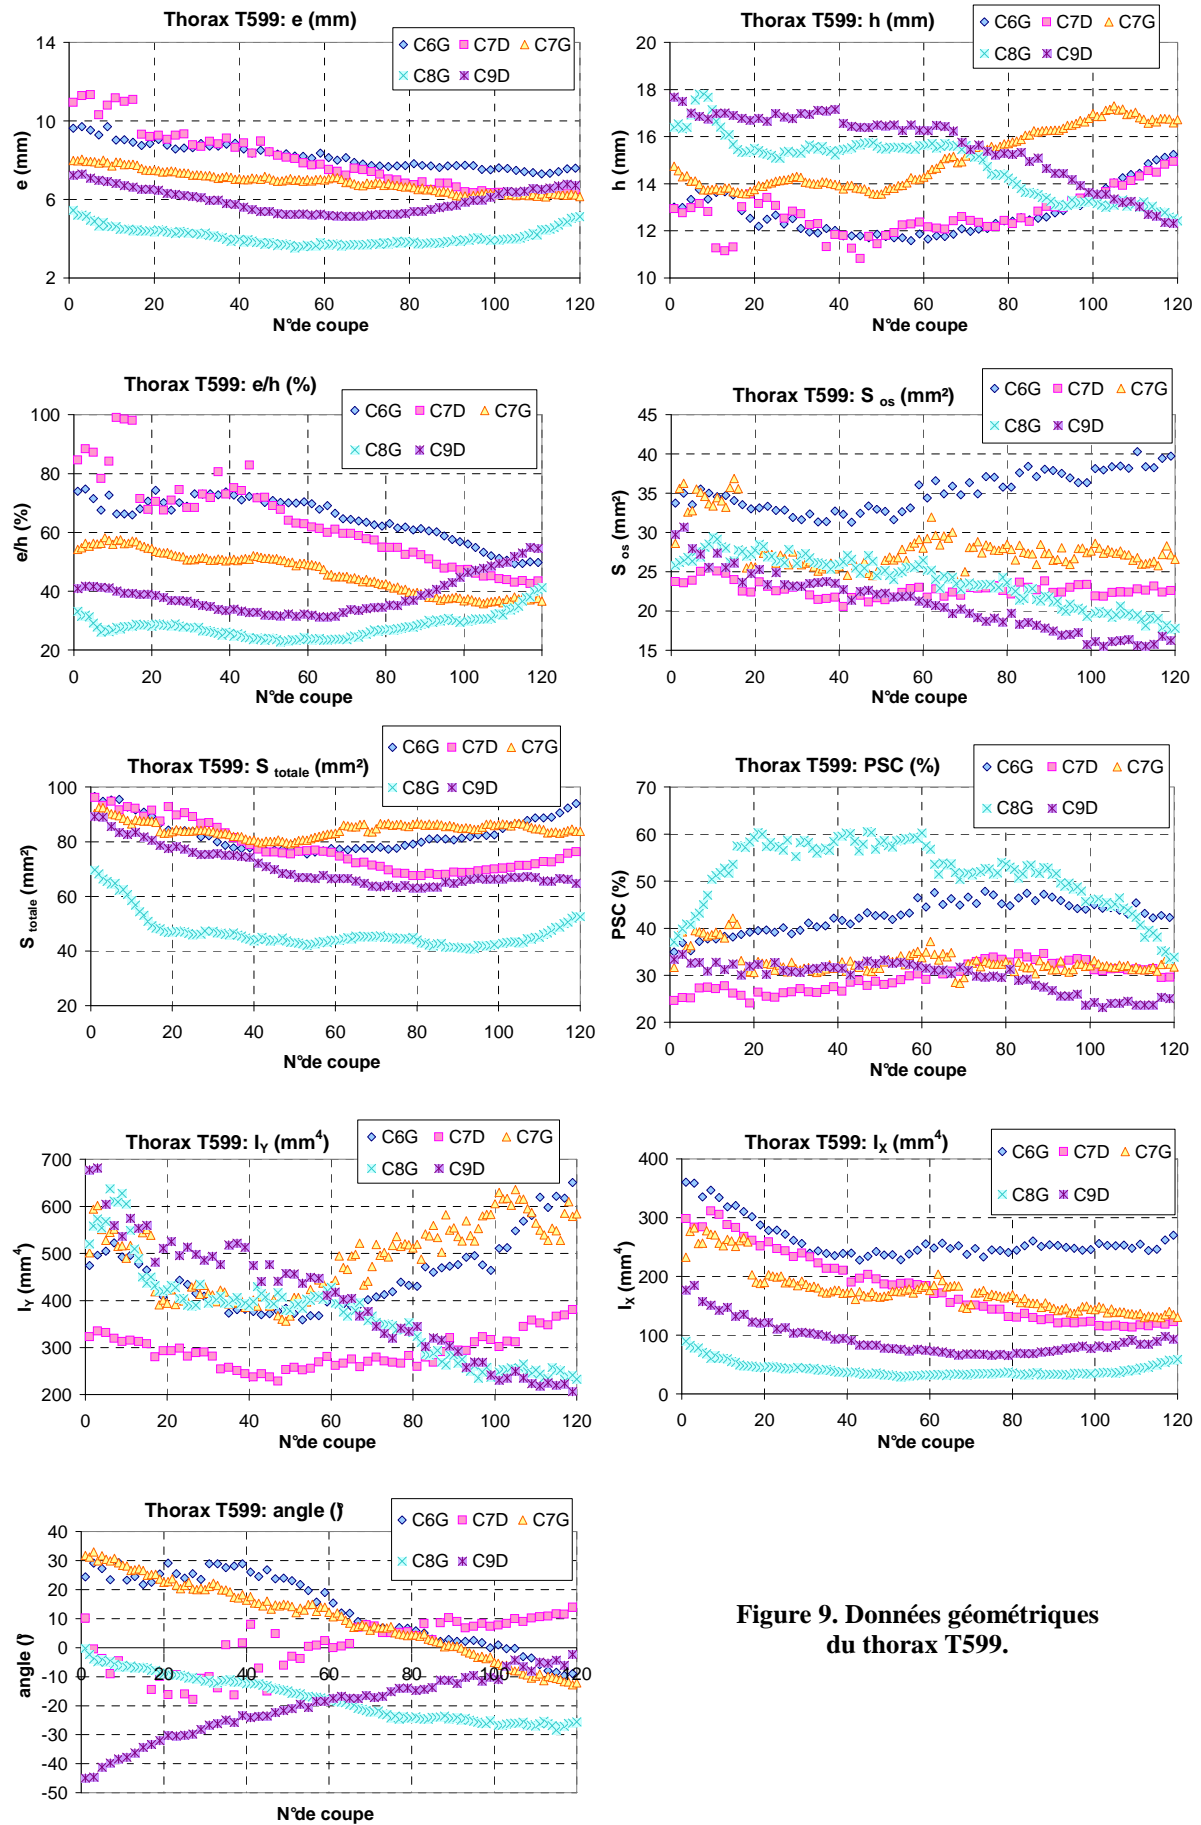 Thorax T599: e (mm)
C6G C7D C7G
C8G C9D
14
10
6
2
e (mm)
0 20 40 60 80 100 120
N°de coupe
Thorax T599: h (mm)
C6G C7D C7G
C8G C9D
20
18
16
14
12
10
h (mm)
0 20 40 60 80 100 120
N°de coupe
Thorax T599: e/h (%)
C6G C7D C7G
C8G C9D
100
80
60
40
20
e/h (%)
0 20 40 60 80 100 120
N°de coupe
Thorax T599: S os (mm²)
C6G C7D C7G
C8G C9D
45
40
35
30
25
20
15
S os (mm²)
0 20 40 60 80 100 120
N°de coupe
Thorax T599: S totale (mm²)
C6G C7D C7G
C8G C9D
100
80
60
40
20
S totale (mm²)
0 20 40 60 80 100 120
N°de coupe
Thorax T599: PSC (%)
C6G C7D C7G
C8G C9D
70
60
50
40
30
20
PSC (%)
0 20 40 60 80 100 120
N°de coupe
Thorax T599: IY (mm4)
C6G C7D C7G
C8G C9D
700
600
500
400
300
200
IY (mm4)
0 20 40 60 80 100 120
N°de coupe
Thorax T599: IX (mm4)
C6G C7D C7G
C8G C9D
400
300
200
100
0
IX (mm4)
0 20 40 60 80 100 120
N°de coupe
Thorax T599: angle (°)
C6G C7D C7G
C8G C9D
40
30
20
10
0
-10
-20
-30
-40
-50
angle (°)
0 20 40 60 80 100 120
N°de coupe
Figure 9. Données géométriques
du thorax T599.